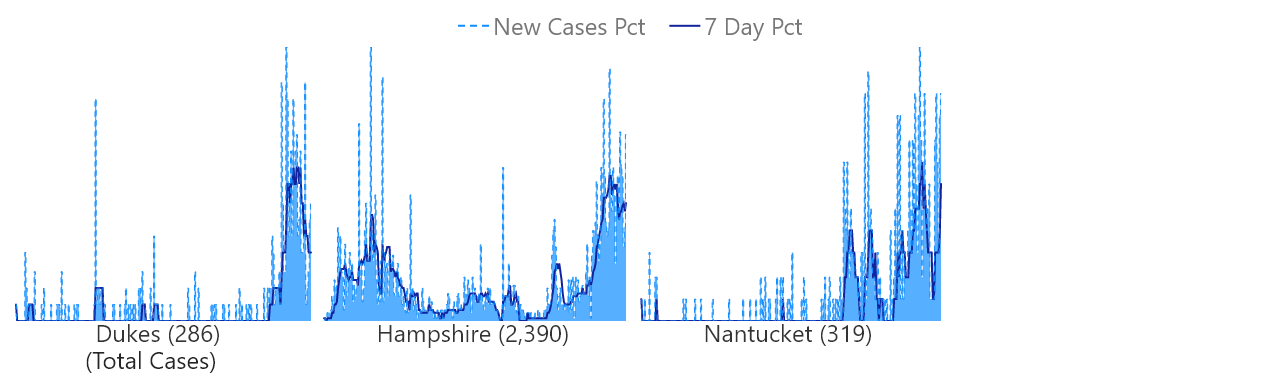 New Cases Pct 7 Day Pct
Dukes (286) Hampshire (2,390) Nantucket (319)
(Total Cases)